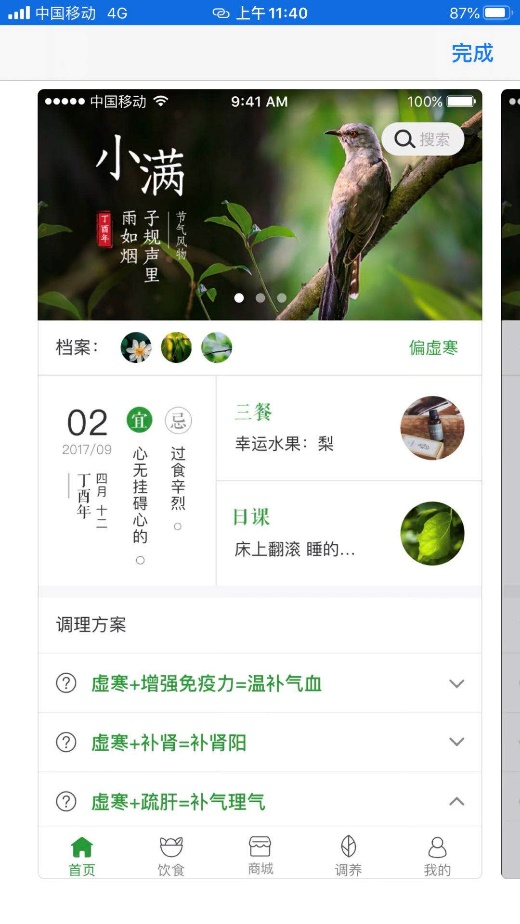 中国移动 4G 上午11:40 87%
完成
中国移动 9:41 AM 100%
搜索
小满
节气风物
子规声里
雨如烟
丁酉年
档案：
偏虚寒
02
2017/09
四月 十二
丁酉年
宜
心无挂碍心的
忌
过食辛烈
三餐
幸运水果：梨
日课
床上翻滚 睡的...
调理方案
虚寒+增强免疫力=温补气血
虚寒+补肾=补肾阳
虚寒+疏肝=补气理气
首页 饮食 商城 调养 我的